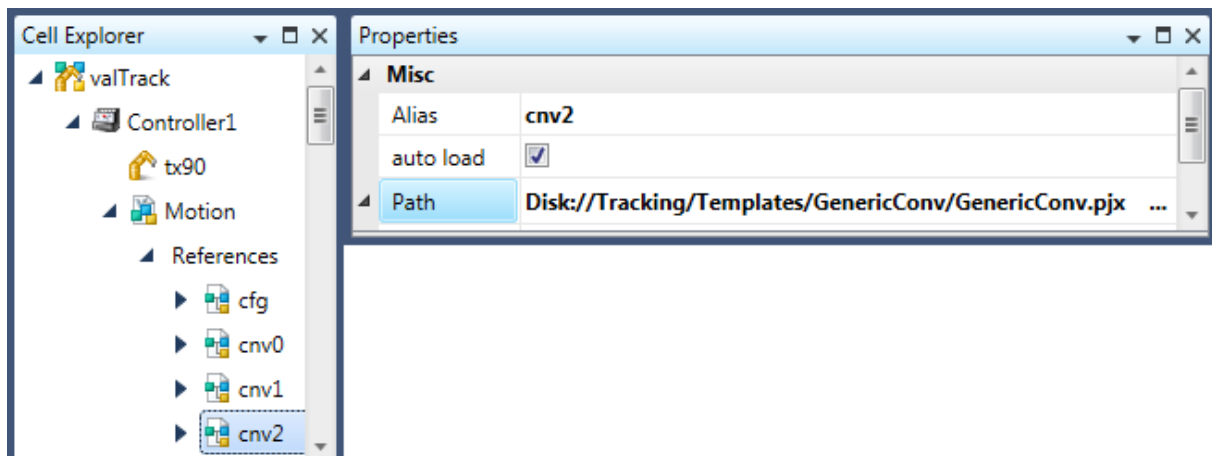 Cell Explorer
valTrack
Controller1
tx90
Motion
References
cfg
cnv0
cnv1
cnv2
Properties
Misc
Alias cnv2
auto load
Path Disk://Tracking/Templates/GenericConv/GenericConv.pjx ...